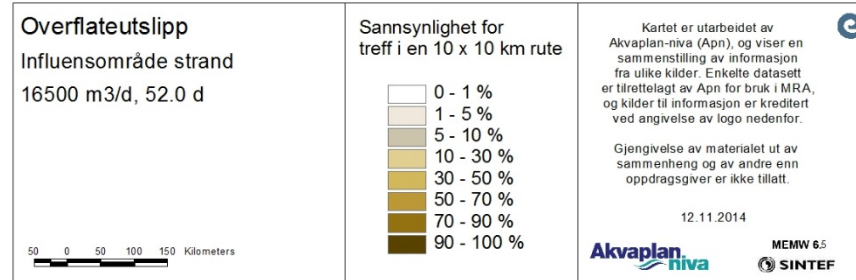 Overflateutslipp
Influensområde strand
16500 m3/d, 52.0 d
50 0 50 100 150 Kilometers
Sannsynlighet for
treff i en 10 x 10 km rute
0 - 1 %
1 - 5 %
5 - 10 %
10 - 30 %
30 - 50 %
50 - 70 %
70 - 90 %
90 - 100 %
Kartet er utarbeidet av
Akvaplan-niva (Apn), og viser en
sammenstilling av informasjon
fra ulike kilder. Enkelte datasett
er tilrettelagt av Apn for bruk i MRA,
og kilder til informasjon er kreditert
ved angivelse av logo nedenfor.
Gjengivelse av materialet ut av
sammenheng og av andre enn
oppdragsgiver er ikke tillatt.
12.11.2014
Akvaplan
niva
MEMW 6.5
SINTEF